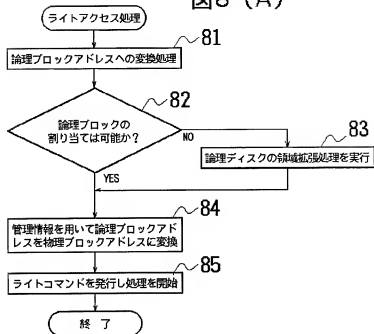 図8（A）
ライトアクセス処理
81
論理ブロックアドレスへの変換処理
82
論理ブロックの
割り当ては可能か？
NO
83
論理ディスクの領域拡張処理を実行
YES
84
管理情報を用いて論理ブロックアド
レスを物理ブロックアドレスに変換
85
ライトコマンドを発行し処理を開始
終 了